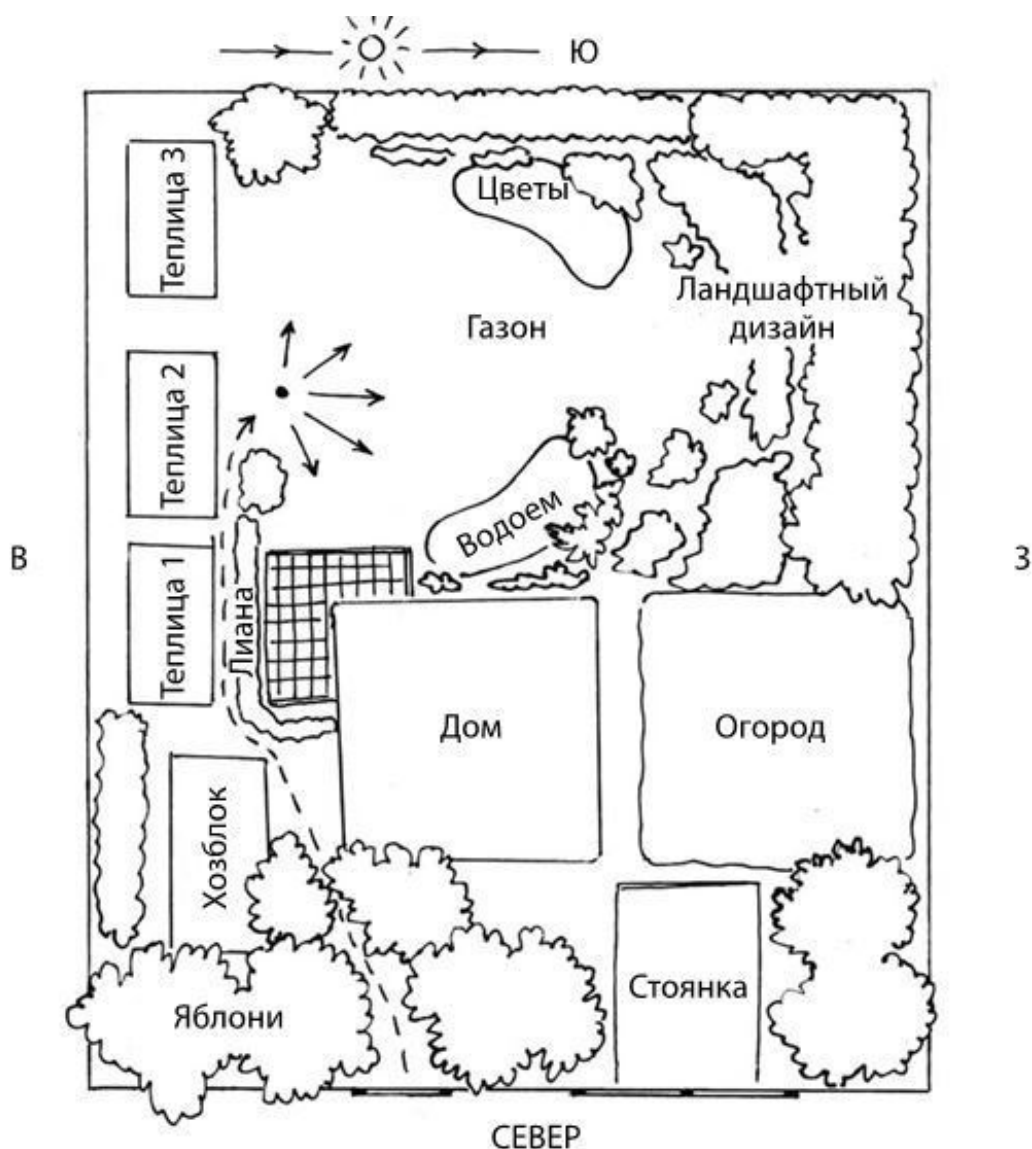 Ю
Теплица 3
Цветы
Ландшафтный
дизайн
Газон
Теплица 2
Водоем
В
З
Теплица 1
Лиана
Дом
Огород
Хозблок
Яблони
Стоянка
СЕВЕР